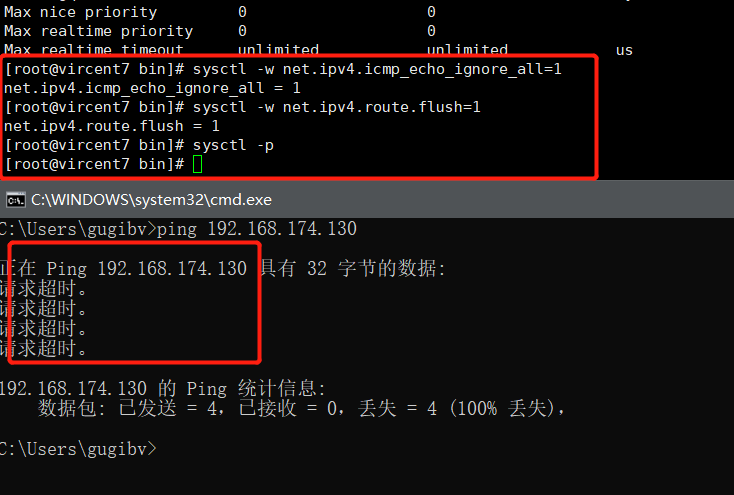 Max nice priority 0 0
Max realtime priority 0 0
Max realtime timeout unlimited unlimited us
[root@vircent7 bin]# sysctl -w net.ipv4.icmp_echo_ignore_all=1
net.ipv4.icmp_echo_ignore_all = 1
[root@vircent7 bin]# sysctl -w net.ipv4.route.flush=1
net.ipv4.route.flush = 1
[root@vircent7 bin]# sysctl -p
[root@vircent7 bin]#
C:\WINDOWS\system32\cmd.exe
C:\Users\gugibv>ping 192.168.174.130
正在 Ping 192.168.174.130 具有 32 字节的数据:
请求超时。
请求超时。
请求超时。
请求超时。
192.168.174.130 的 Ping 统计信息:
数据包: 已发送 = 4，已接收 = 0，丢失 = 4 (100% 丢失)，
C:\Users\gugibv>